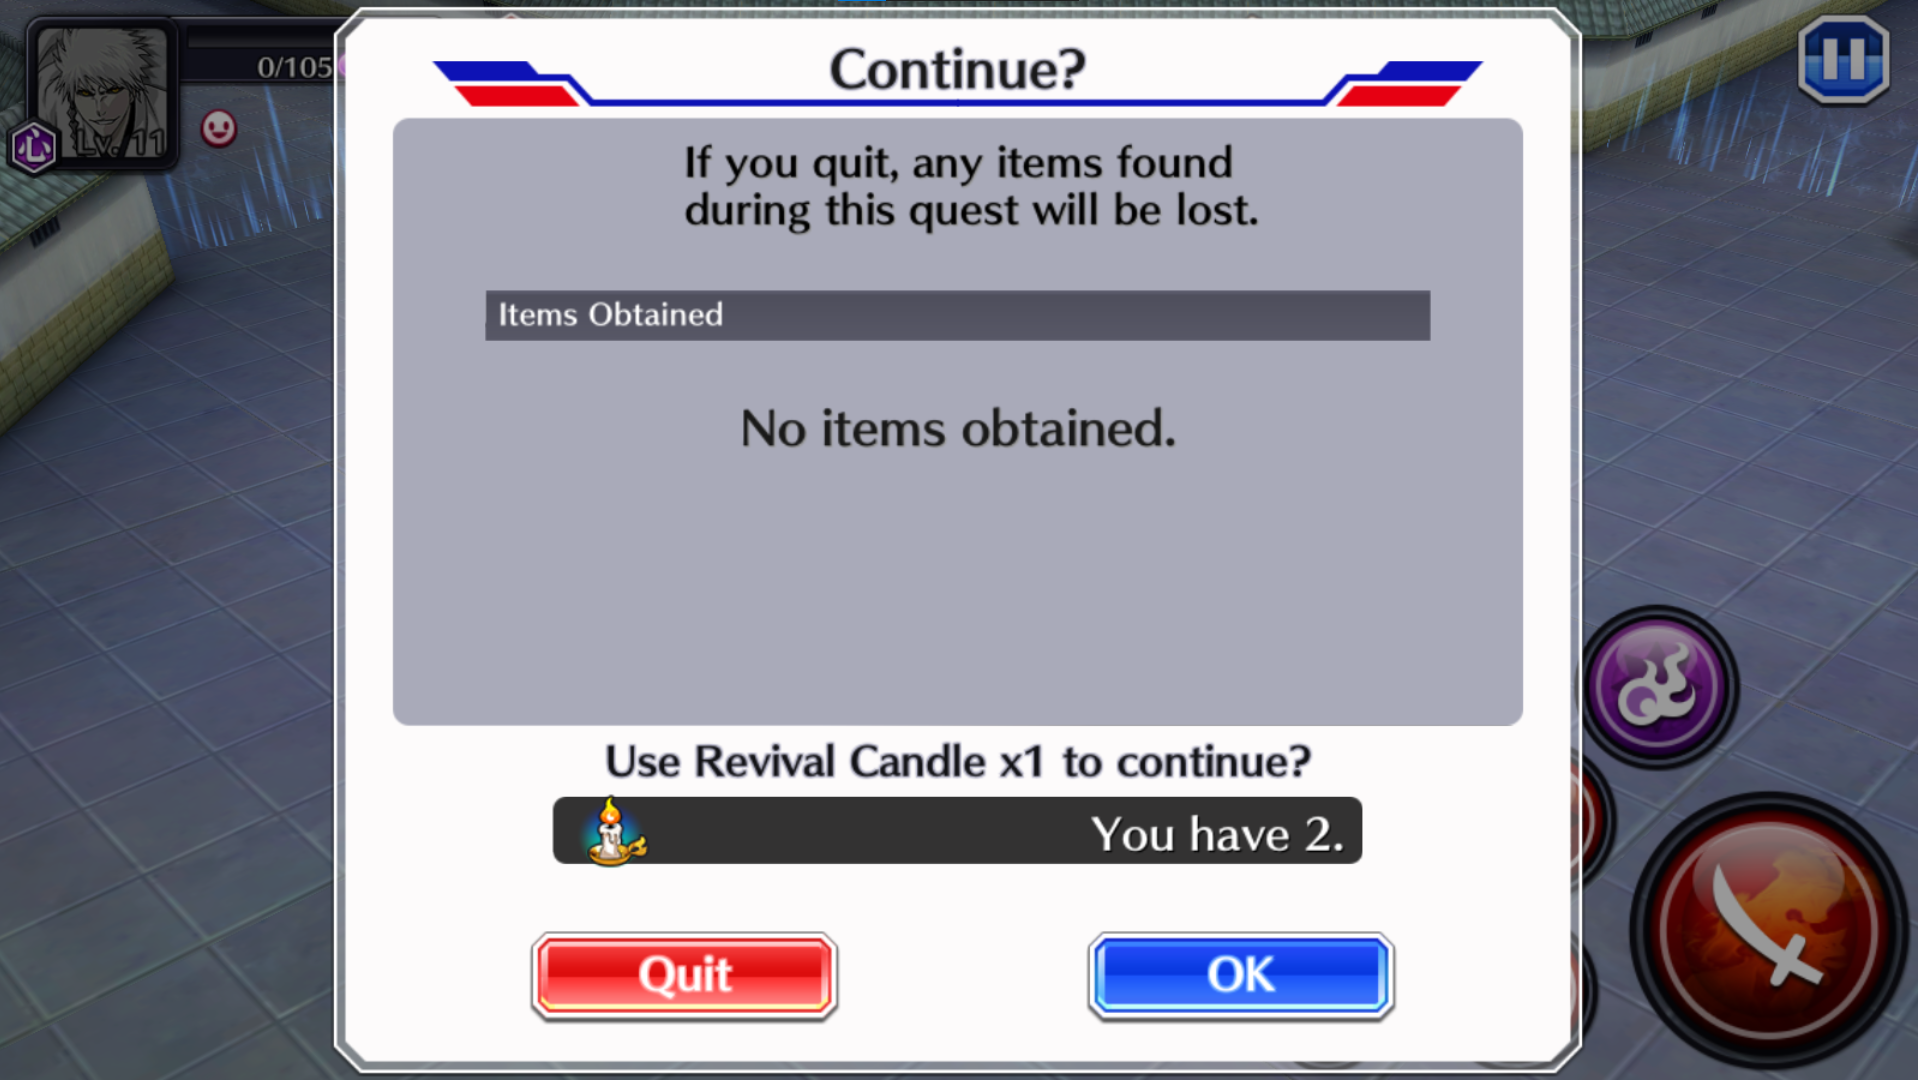 Continue?
0/105
Lv. 11
If you quit, any items found
during this quest will be lost.
Items Obtained
No items obtained.
Use Revival Candle x1 to continue?
You have 2.
Quit
OK